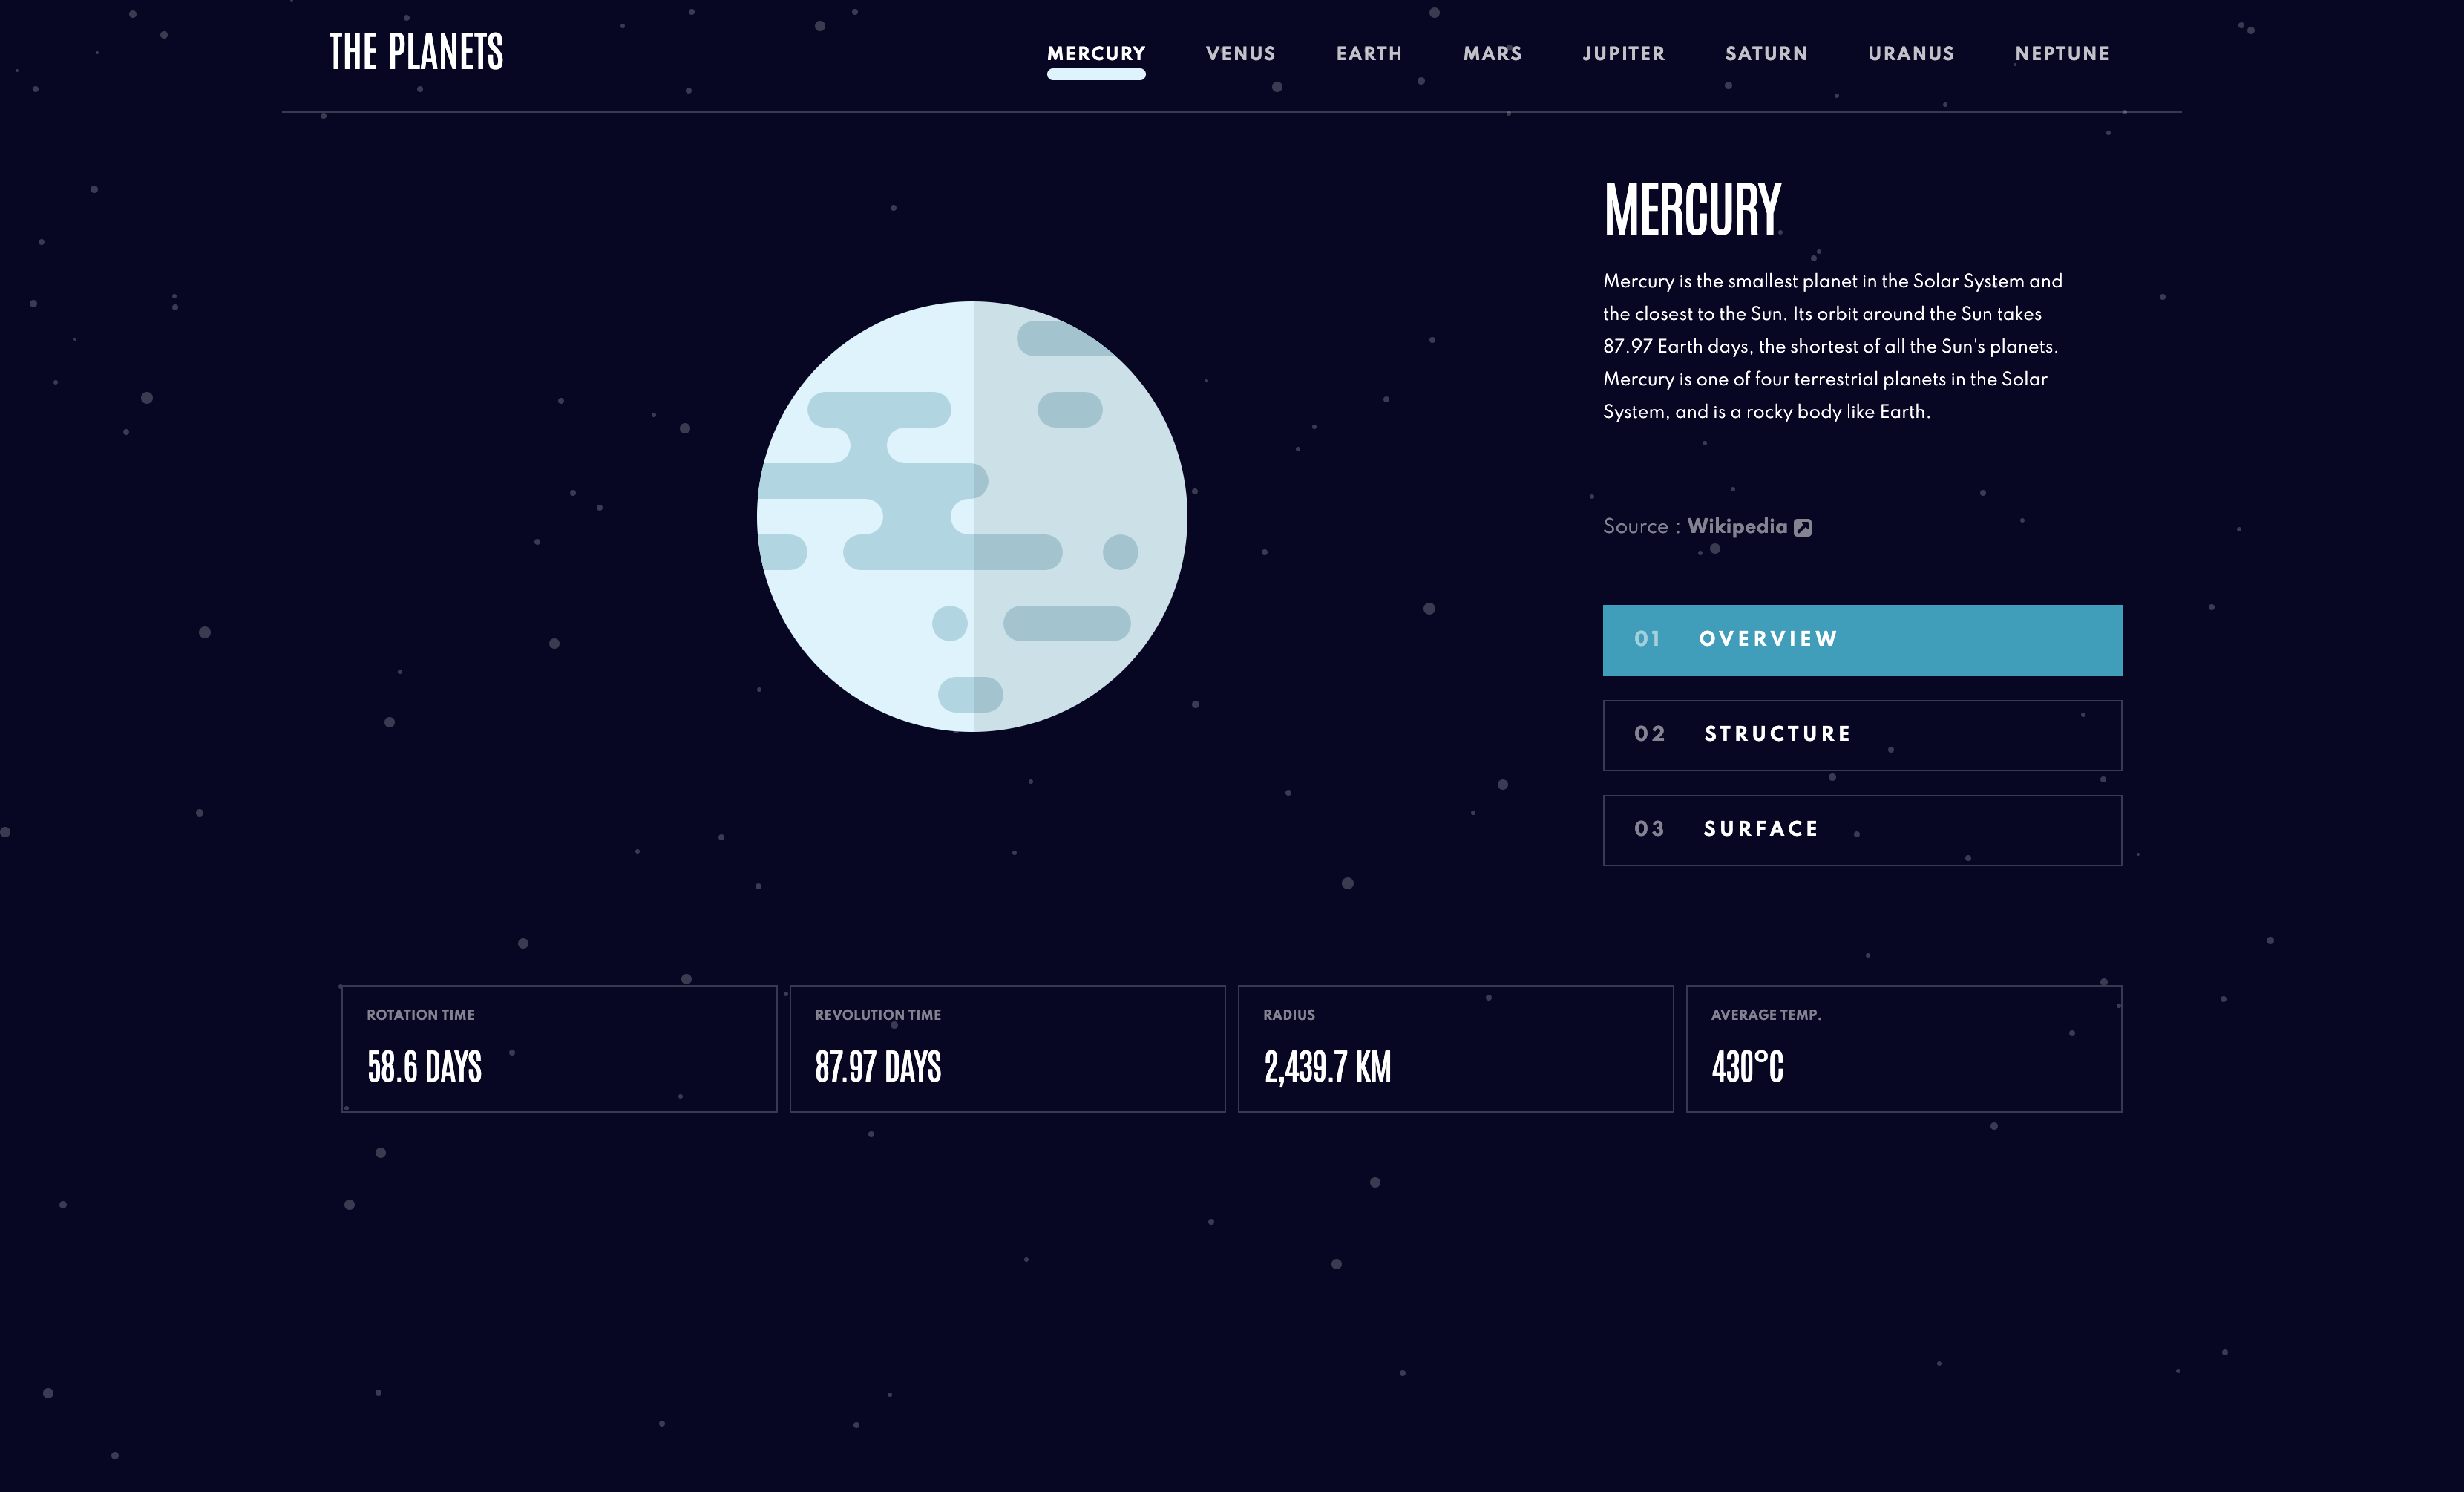 THE PLANETS
MERCURY VENUS EARTH MARS JUPITER SATURN URANUS NEPTUNE
MERCURY
Mercury is the smallest planet in the Solar System and
the closest to the Sun. Its orbit around the Sun takes
87.97 Earth days, the shortest of all the Sun's planets.
Mercury is one of four terrestrial planets in the Solar
System, and is a rocky body like Earth.
Source : Wikipedia
01 OVERVIEW
02 STRUCTURE
03 SURFACE
ROTATION TIME
58.6 DAYS
REVOLUTION TIME
87.97 DAYS
RADIUS
2,439.7 KM
AVERAGE TEMP.
430°C